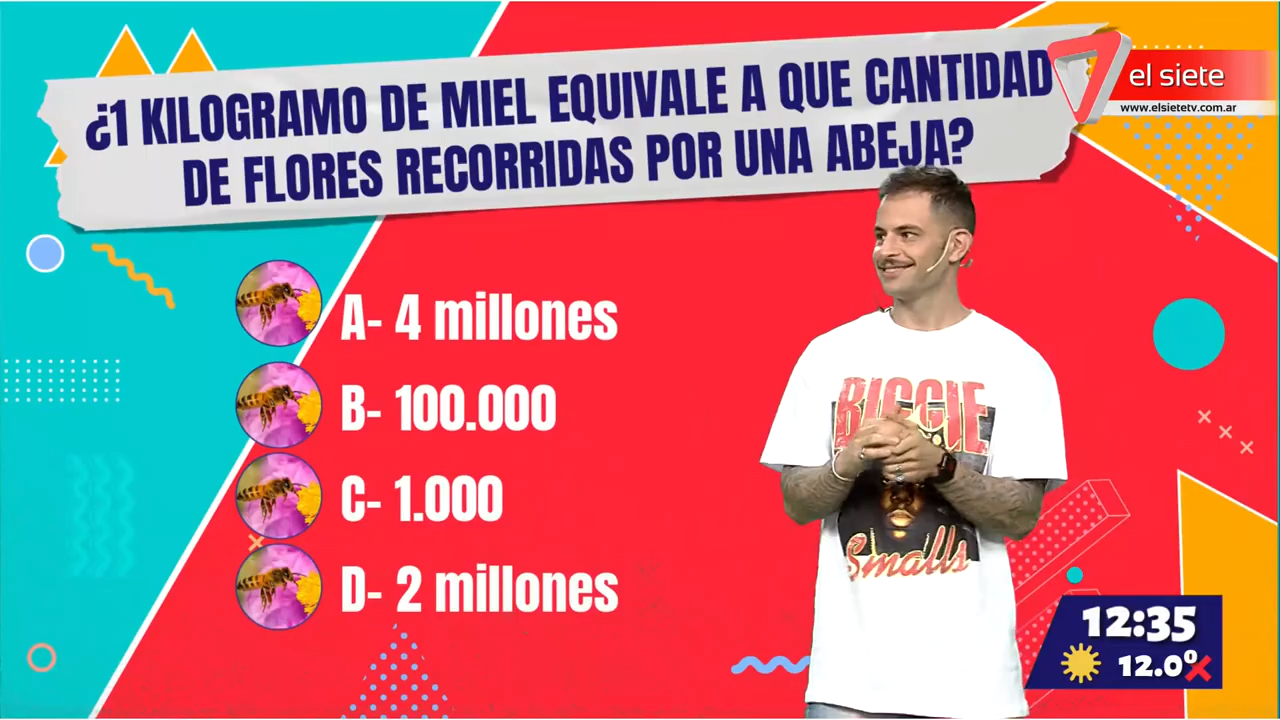 ¿1 KILOGRAMO DE MIEL EQUIVALE A QUE CANTIDAD
DE FLORES RECORRIDAS POR UNA ABEJA?
el siete
www.elsietetv.com.ar
A- 4 millones
B- 100.000
C- 1.000
D- 2 millones
BIGGIE
Smalls
12:35
12.0º